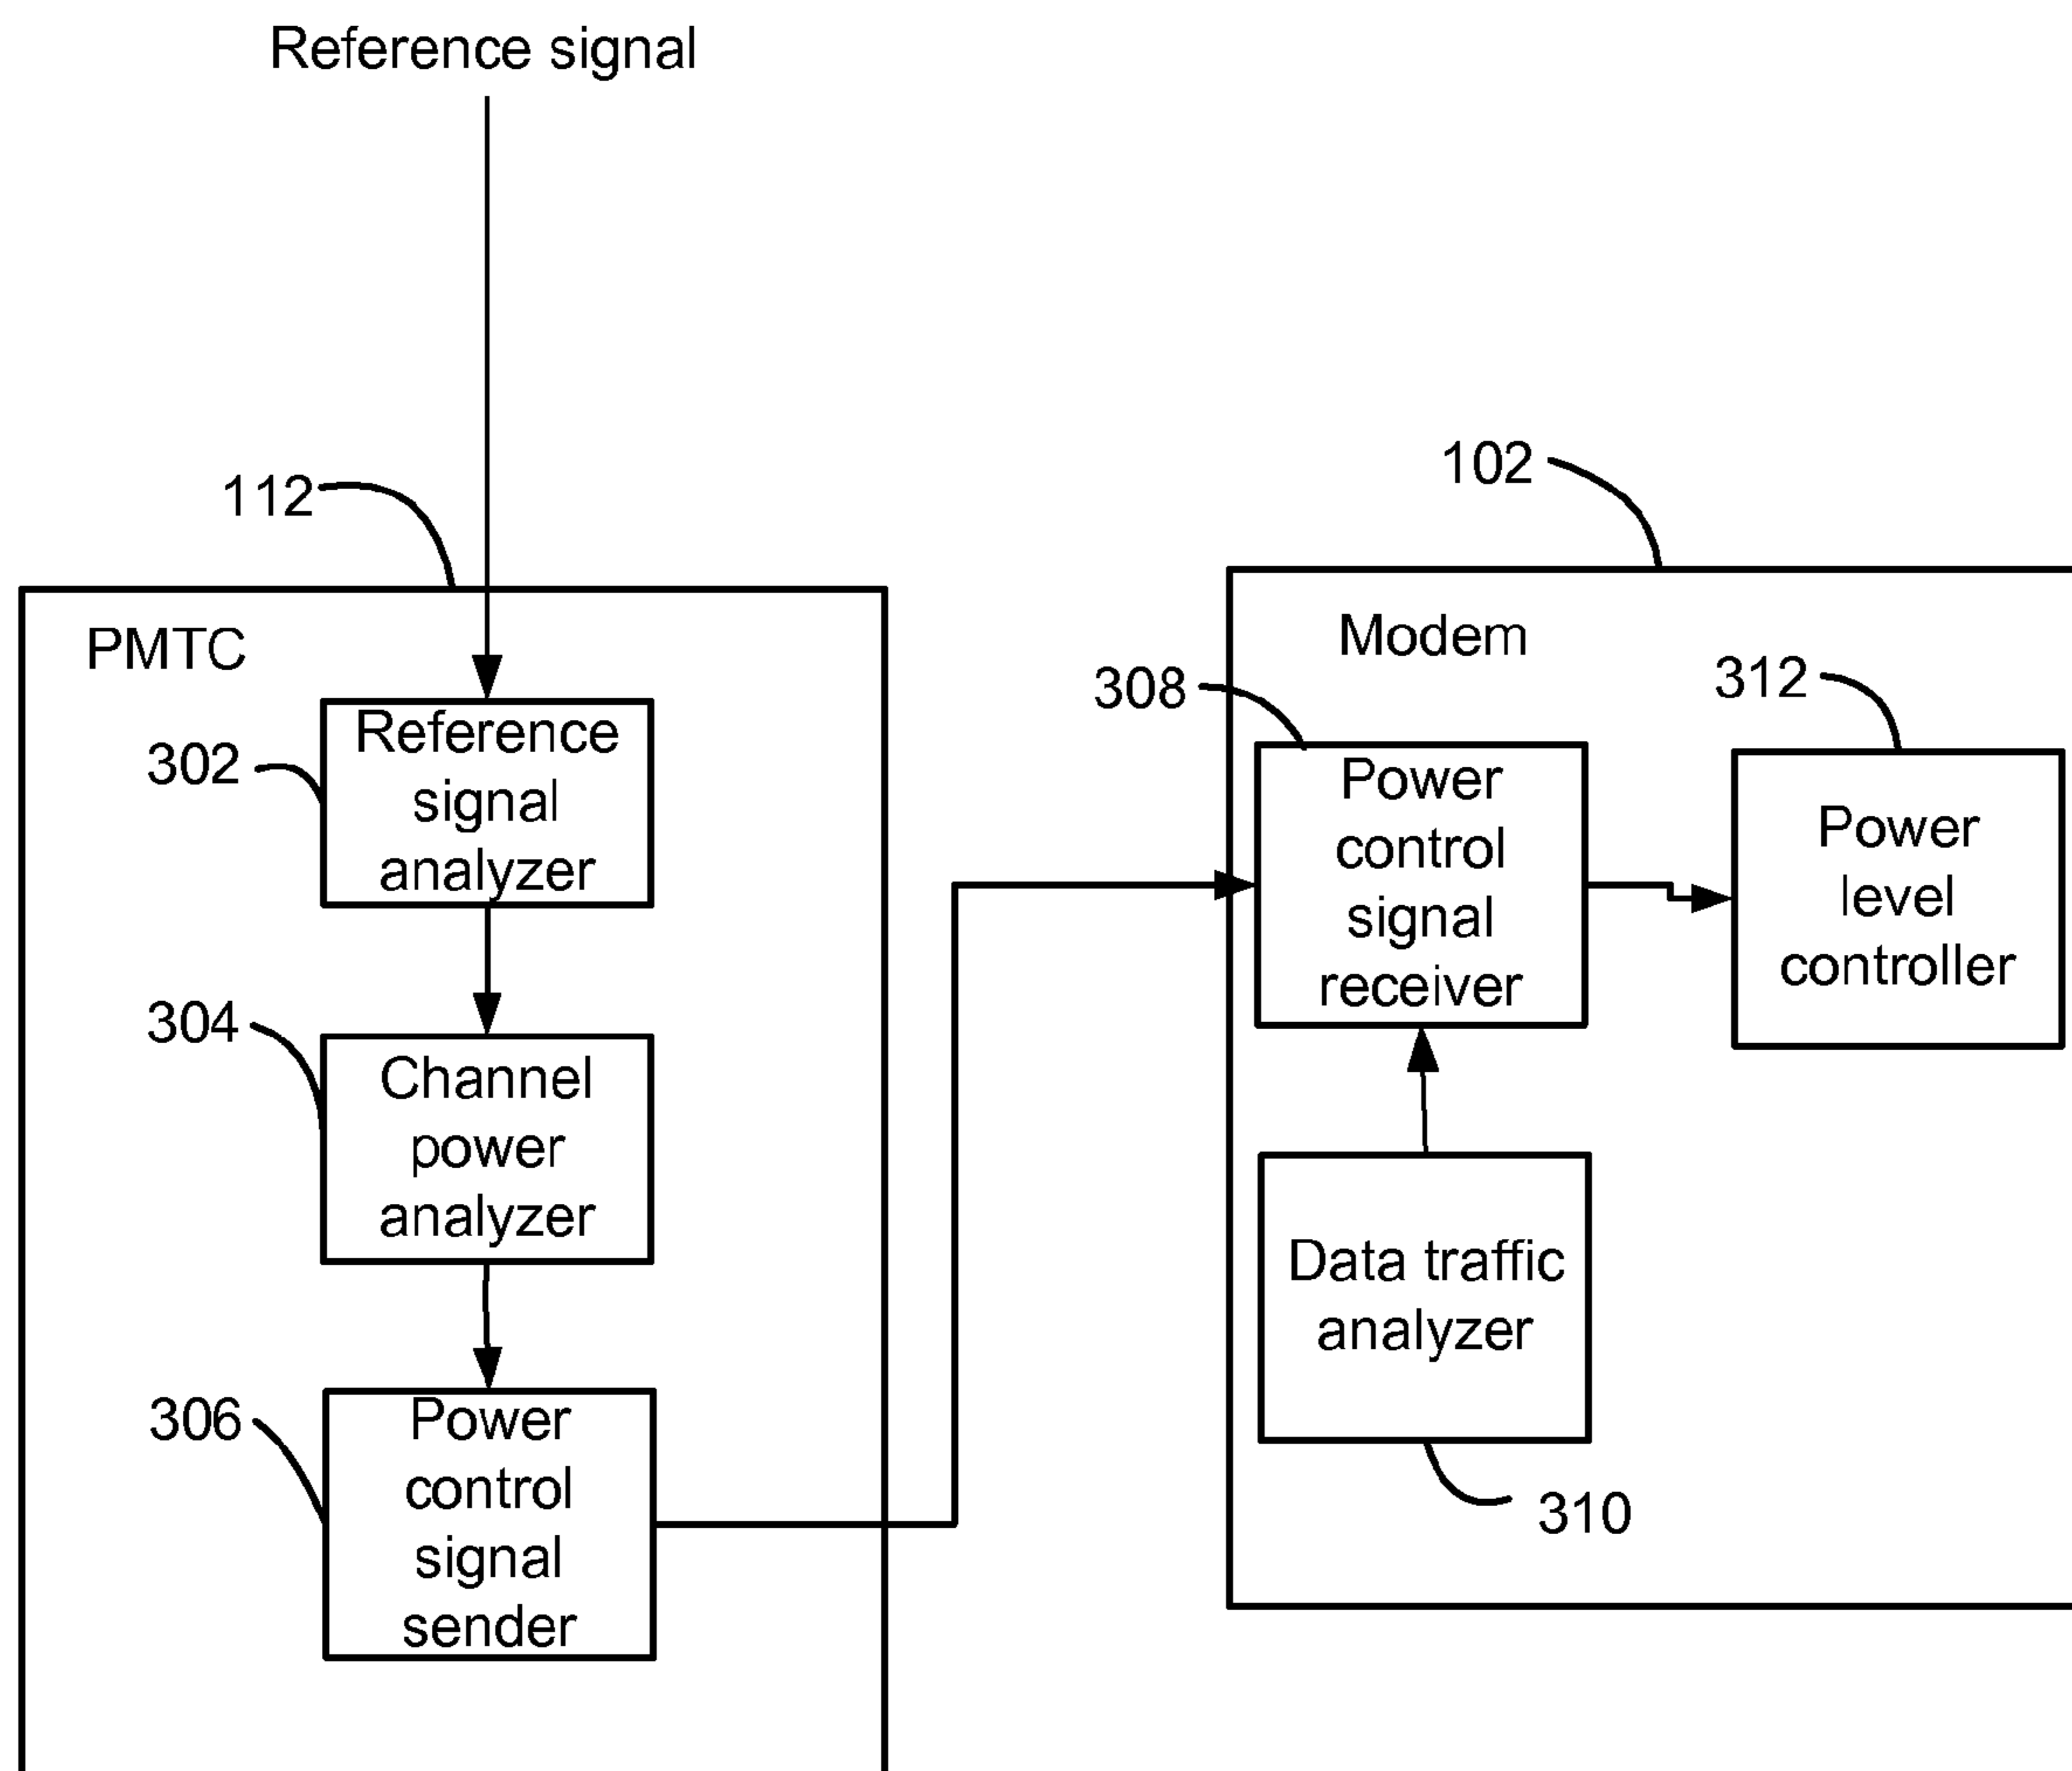 Reference signal
112
PMTC
302
Reference
signal
analyzer
304
Channel
power
analyzer
306
Power
control
signal
sender
102
Modem
308
Power
control
signal
receiver
312
Power
level
controller
Data traffic
analyzer
310